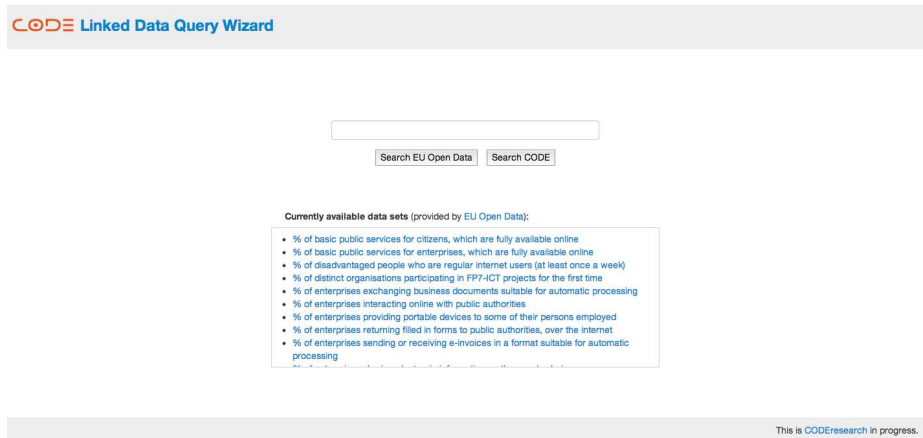 CODE Linked Data Query Wizard
Search EU Open Data Search CODE
Currently available data sets (provided by EU Open Data):
• % of basic public services for citizens, which are fully available online
• % of basic public services for enterprises, which are fully available online
• % of disadvantaged people who are regular internet users (at least once a week)
• % of distinct organisations participating in FP7-ICT projects for the first time
• % of enterprises exchanging business documents suitable for automatic processing
• % of enterprises interacting online with public authorities
• % of enterprises providing portable devices to some of their persons employed
• % of enterprises returning filled in forms to public authorities, over the internet
• % of enterprises sending or receiving e-invoices in a format suitable for automatic
processing
This is CODEresearch in progress.